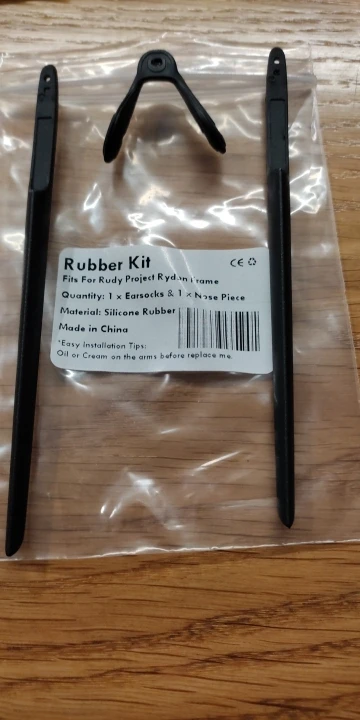 Rubber Kit
CE
Fits For Rudy Project Rydon Frame
Quantity: 1 x Earsocks & 1 x Nose Piece
Material: Silicone Rubber
Made in China
*Easy Installation Tips:
Oil or Cream on the arms before replace me.